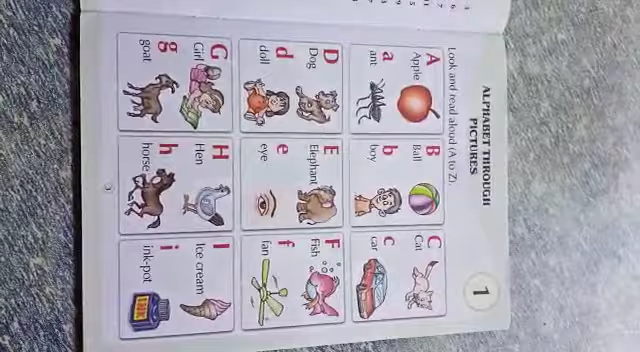 1
ALPHABET THROUGH
PICTURES
Look and read aloud (A to Z).
A
Apple
a
ant
B
Ball
b
boy
C
Cat
c
car
D
Dog
d
doll
E
Elephant
e
eye
F
Fish
f
fan
G
Girl
g
goat
H
Hen
h
horse
I
Ice cream
i
ink-pot
INK